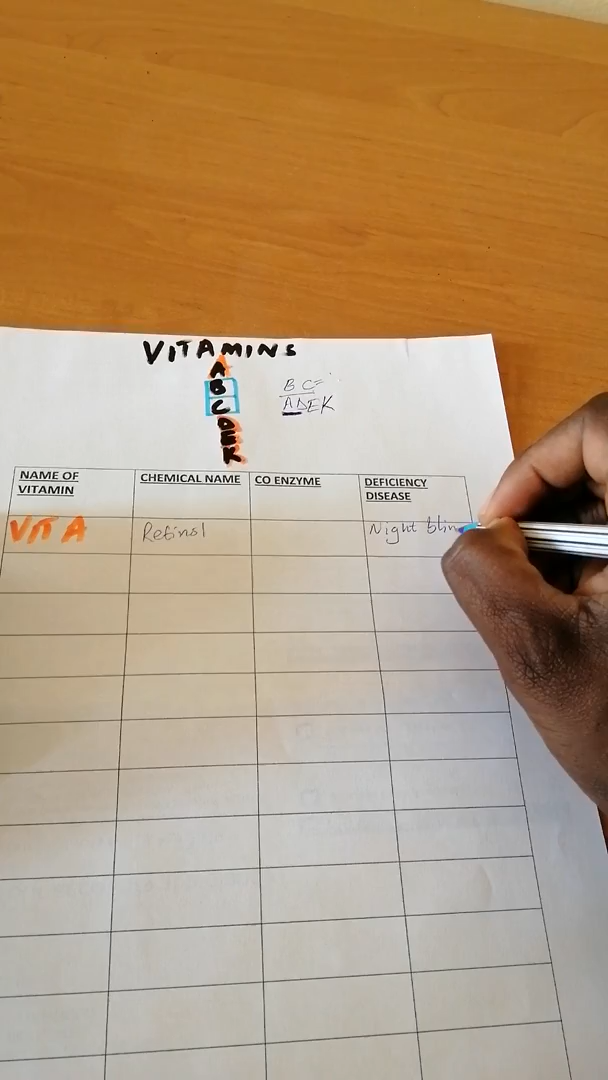 VITAMINS
A
B
C
D
E
K
B C=
ADEK
NAME OF VITAMIN
CHEMICAL NAME
CO ENZYME
DEFICIENCY DISEASE
VIT A
Retinol
Night blin